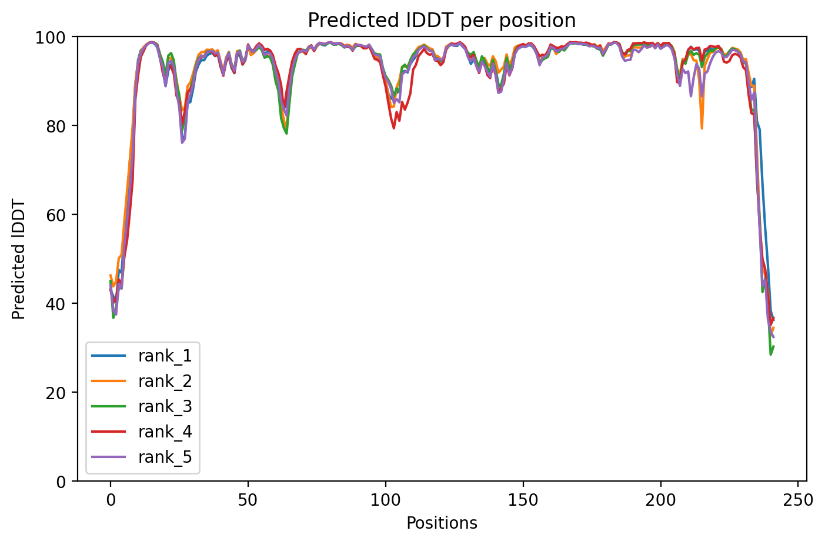 Predicted lDDT per position
100
80
60
40
20
0
Predicted lDDT
rank_1
rank_2
rank_3
rank_4
rank_5
0 50 100 150 200 250
Positions